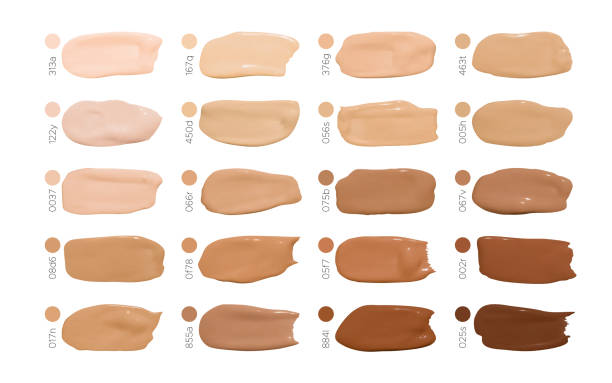 313a
167q
376g
463t
122y
450d
056s
005h
0037
066r
075b
067v
08d6
0f78
05f7
002r
017n
855a
884l
025s